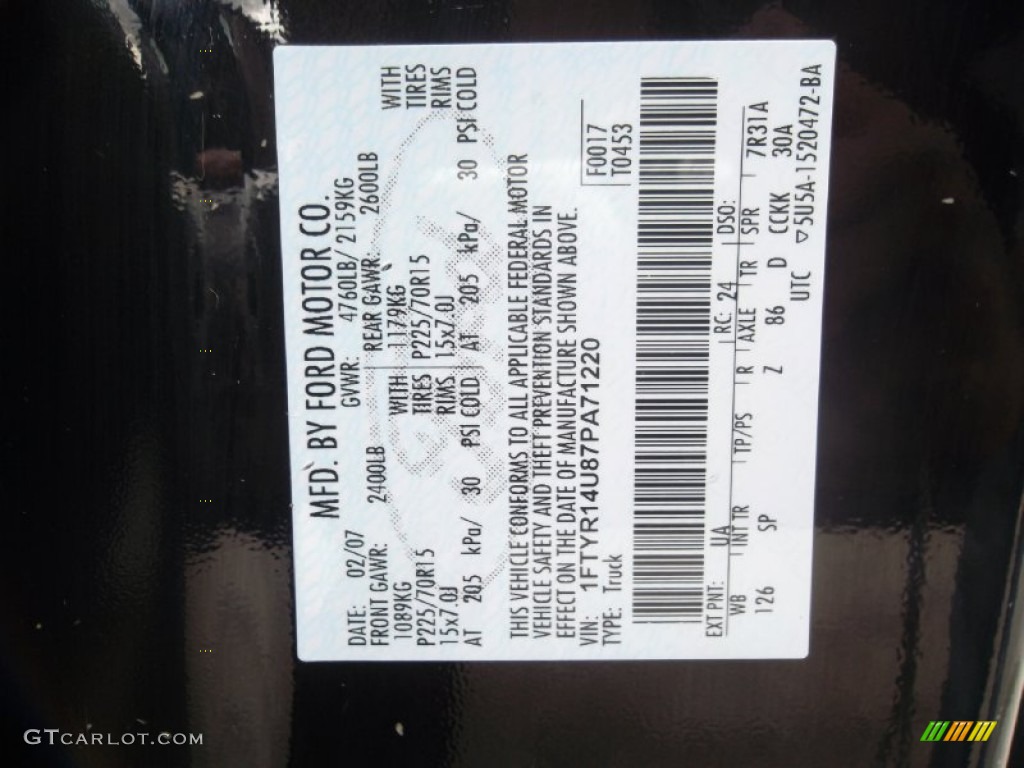 MFD. BY FORD MOTOR CO.
DATE: 02/07 GVWR: 4760LB/ 2159KG
FRONT GAWR: 2400LB REAR GAWR: 2600LB
1089KG WITH 1179KG WITH
P225/70R15 TIRES P225/70R15 TIRES
15x7.0J RIMS 15x7.0J RIMS
AT 205 kPa/ 30 PSI COLD AT 205 kPa/ 30 PSI COLD
THIS VEHICLE CONFORMS TO ALL APPLICABLE FEDERAL MOTOR
VEHICLE SAFETY AND THEFT PREVENTION STANDARDS IN
EFFECT ON THE DATE OF MANUFACTURE SHOWN ABOVE.
VIN: 1FTYR14U87PA71220 F0017
TYPE: Truck T0453
EXT PNT: UA RC: 24 DSO:
WB INT TR TP/PS R AXLE TR SPR 7R31A
126 SP Z 86 D CCKK 30A
UTC ▽5U5A-1520472-BA
GTCARLOT.COM